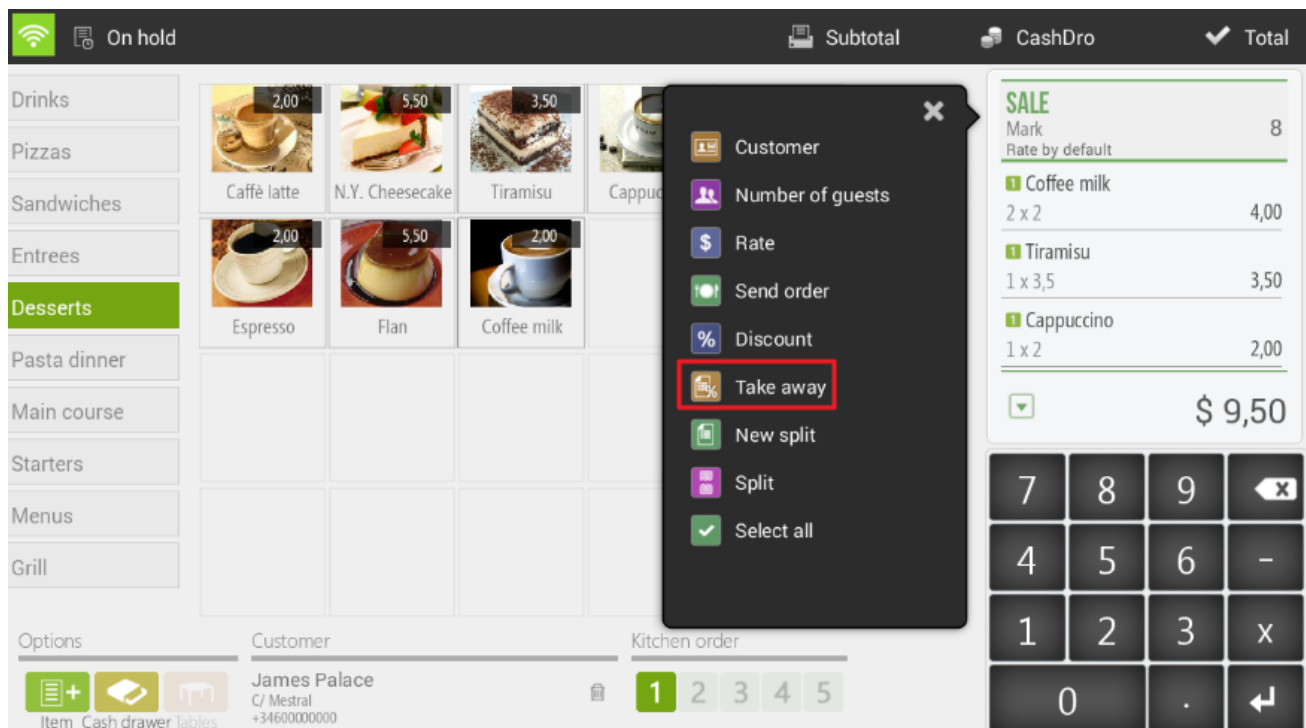 On hold
Subtotal
CashDro
Total
Drinks
Pizzas
Sandwiches
Entrees
Desserts
Pasta dinner
Main course
Starters
Menus
Grill
2,00
5,50
3,50
Caffè latte
N.Y. Cheesecake
Tiramisu
2,00
5,50
2,00
Espresso
Flan
Coffee milk
Customer
Number of guests
Rate
Send order
Discount
Take away
New split
Split
Select all
SALE
Mark 8
Rate by default
1 Coffee milk
2 x 2 4,00
1 Tiramisu
1 x 3,5 3,50
1 Cappuccino
1 x 2 2,00
$ 9,50
7 8 9 x
4 5 6 -
1 2 3 x
0 .
Options
Item Cash drawer Tables
Customer
James Palace
C/ Mestral
+34600000000
Kitchen order
1 2 3 4 5